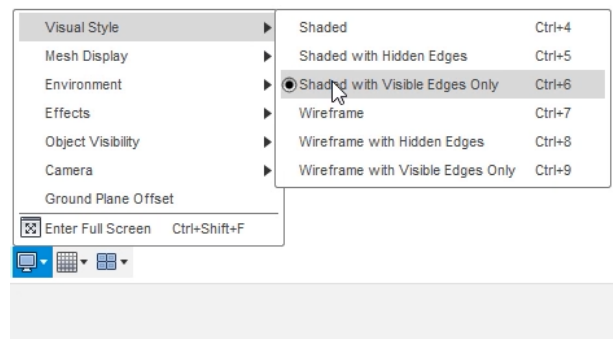 Visual Style
Mesh Display
Environment
Effects
Object Visibility
Camera
Ground Plane Offset
Enter Full Screen Ctrl+Shift+F
Shaded Ctrl+4
Shaded with Hidden Edges Ctrl+5
Shaded with Visible Edges Only Ctrl+6
Wireframe Ctrl+7
Wireframe with Hidden Edges Ctrl+8
Wireframe with Visible Edges Only Ctrl+9